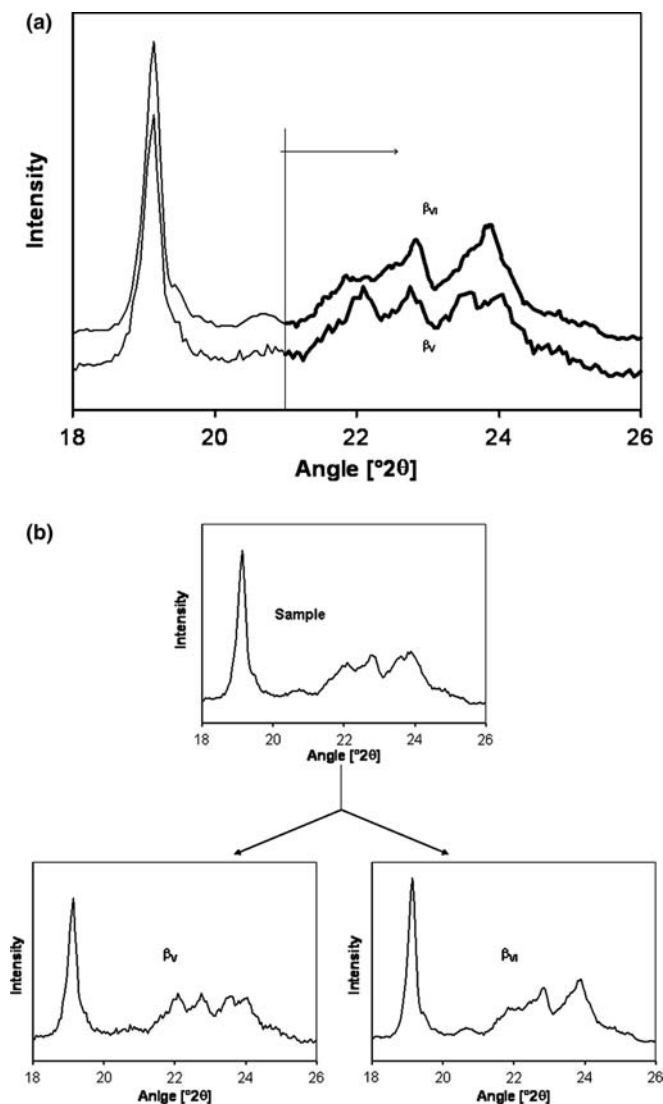 (a)
Intensity
βVI
βV
18 20 22 24 26
Angle [°2θ]
(b)
Intensity
Sample
18 20 22 24 26
Angle [°2θ]
Intensity
βV
18 20 22 24 26
Anlge [°2θ]
Intensity
βVI
18 20 22 24 26
Angle [°2θ]